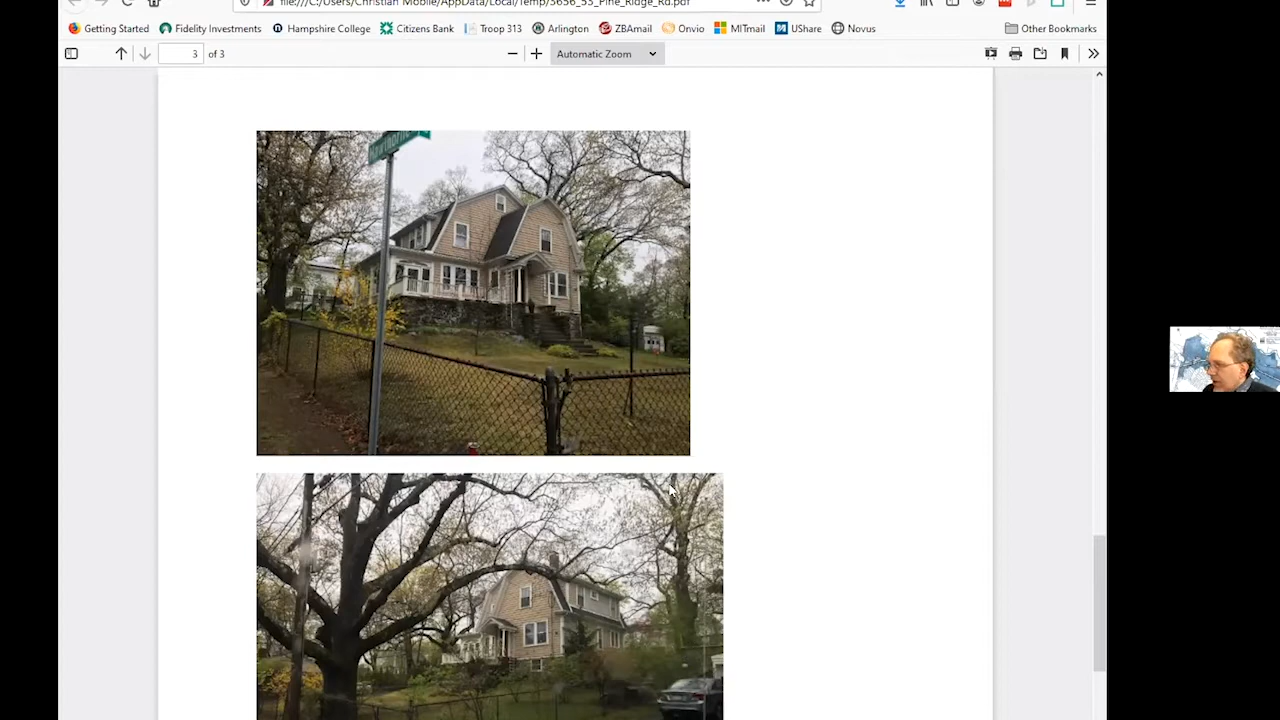 file:///C:/Users/Christian Mobile/AppData/Local/Temp/5656_55_Pine_Ridge_Rd.pdf
Getting Started Fidelity Investments Hampshire College Citizens Bank Troop 313 Arlington ZBAmail Onvio MITmail UShare Novus Other Bookmarks
3 of 3 Automatic Zoom